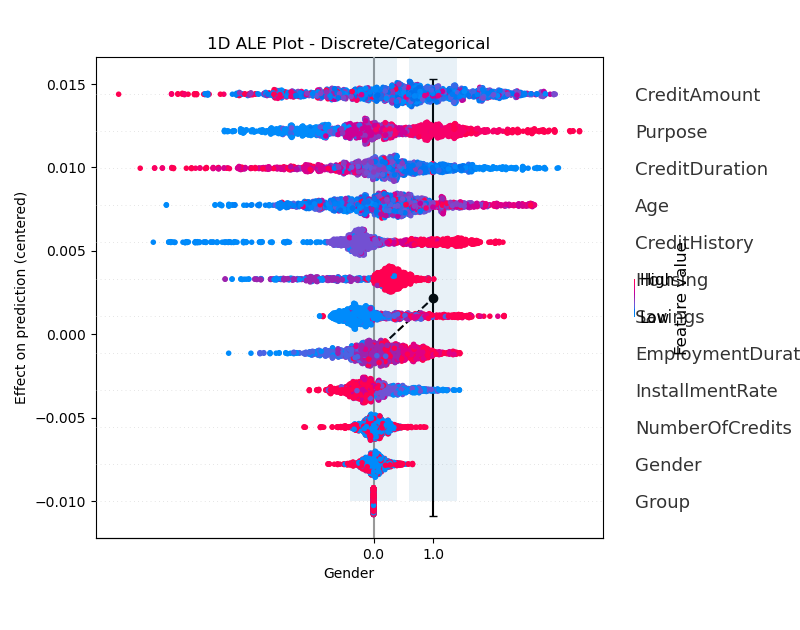 1D ALE Plot - Discrete/Categorical
Effect on prediction (centered)
0.015
0.010
0.005
0.000
−0.005
−0.010
0.0 1.0
Gender
CreditAmount
Purpose
CreditDuration
Age
CreditHistory
Housing
High
Savings
Low
EmploymentDurat
InstallmentRate
NumberOfCredits
Gender
Group
Feature value